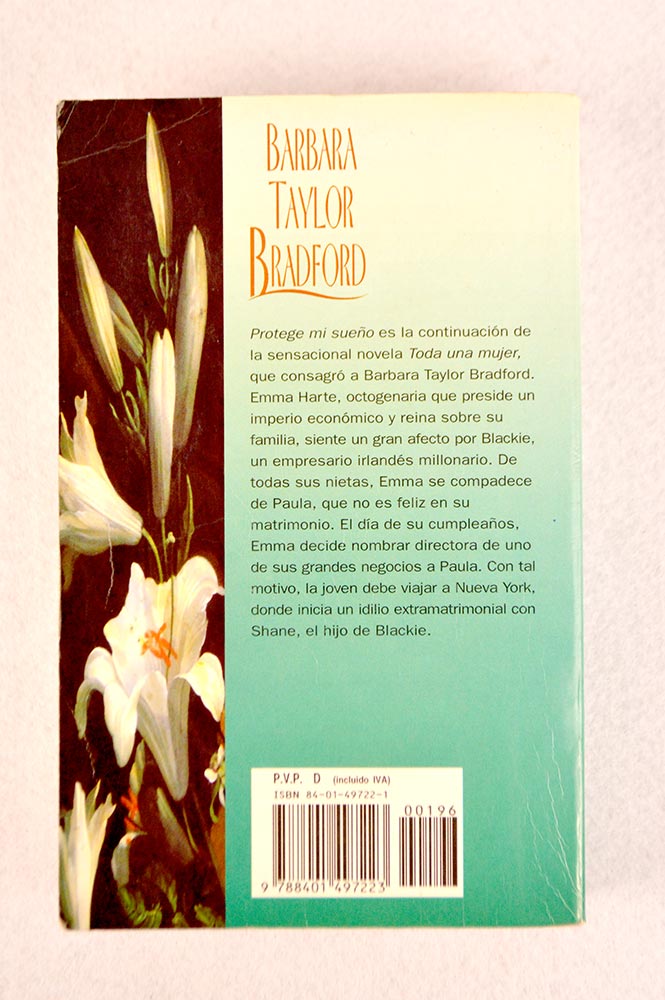 BARBARA
TAYLOR
BRADFORD
Protege mi sueño es la continuación de
la sensacional novela Toda una mujer,
que consagró a Barbara Taylor Bradford.
Emma Harte, octogenaria que preside un
imperio económico y reina sobre su
familia, siente un gran afecto por Blackie,
un empresario irlandés millonario. De
todas sus nietas, Emma se compadece
de Paula, que no es feliz en su
matrimonio. El día de su cumpleaños,
Emma decide nombrar directora de uno
de sus grandes negocios a Paula. Con tal
motivo, la joven debe viajar a Nueva York,
donde inicia un idilio extramatrimonial con
Shane, el hijo de Blackie.
P.V.P. D (incluido IVA)
ISBN 84-01-49722-1
00196
9 788401 497223